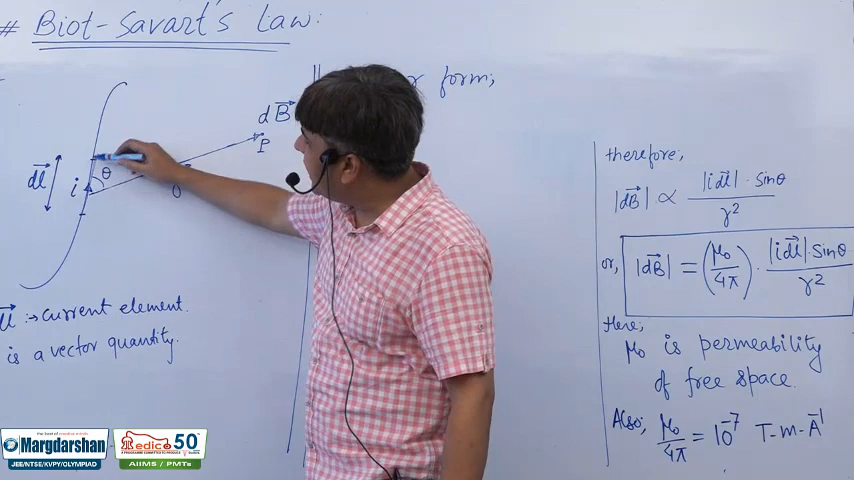 # Biot-Savart's Law:
form;
dB⃗
P
dl⃗
i
θ
dl⃗ :→ current element.
is a vector quantity.
therefore;
|dB⃗| ∝ |idl⃗|·sinθ / r²
or, |dB⃗| = (μ₀/4π) · |idl⃗|·sinθ / r²
Here,
μ₀ is permeability
of free space.
Also; μ₀/4π = 10⁻⁷ T-m-A⁻¹
Margdarshan
JEE/NTSE/KVPY/OLYMPIAD
Medico 50
AIIMS / PMTs